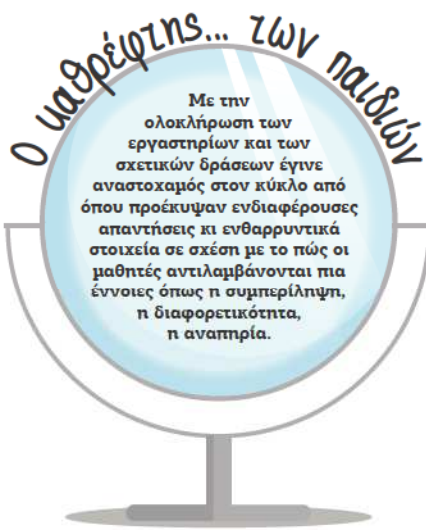 Ο καθρέφτης... των παιδιών
Με την
ολοκλήρωση των
εργαστηρίων και των
σχετικών δράσεων έγινε
αναστοχαμός στον κύκλο από
όπου προέκυψαν ενδιαφέρουσες
απαντήσεις κι ενθαρρυντικά
στοιχεία σε σχέση με το πώς οι
μαθητές αντιλαμβάνονται πια
έννοιες όπως η συμπερίληψη,
η διαφορετικότητα,
η αναπηρία.